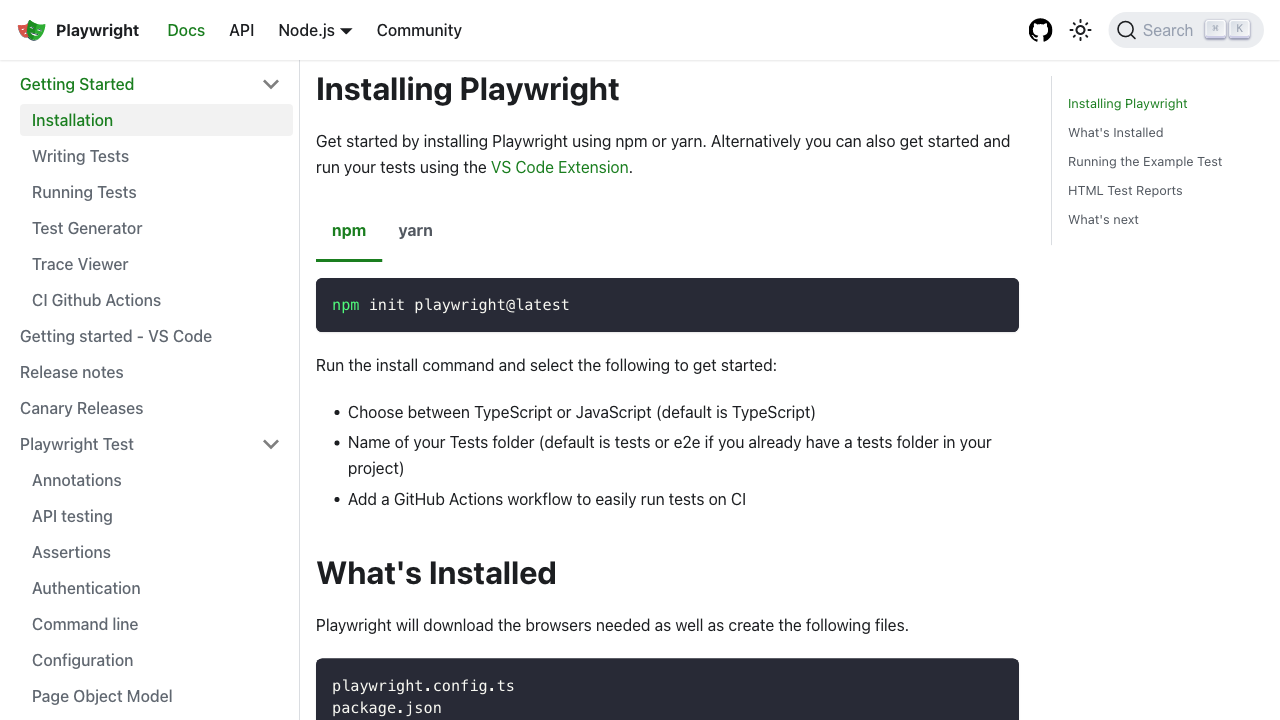 Playwright
Docs
API
Node.js
Community
Search
⌘
K
Getting Started
Installation
Writing Tests
Running Tests
Test Generator
Trace Viewer
CI Github Actions
Getting started - VS Code
Release notes
Canary Releases
Playwright Test
Annotations
API testing
Assertions
Authentication
Command line
Configuration
Page Object Model
Installing Playwright
Get started by installing Playwright using npm or yarn. Alternatively you can also get started and
run your tests using the VS Code Extension.
npm
yarn
npm init playwright@latest
Run the install command and select the following to get started:
• Choose between TypeScript or JavaScript (default is TypeScript)
• Name of your Tests folder (default is tests or e2e if you already have a tests folder in your
project)
• Add a GitHub Actions workflow to easily run tests on CI
What's Installed
Playwright will download the browsers needed as well as create the following files.
playwright.config.ts
package.json
Installing Playwright
What's Installed
Running the Example Test
HTML Test Reports
What's next